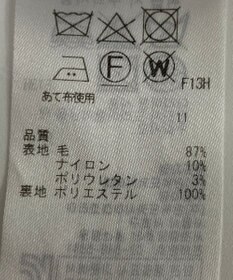 F W F13H
あて布使用
11
品質
表地 毛 87%
ナイロン 10%
ポリウレタン 3%
裏地 ポリエステル 100%